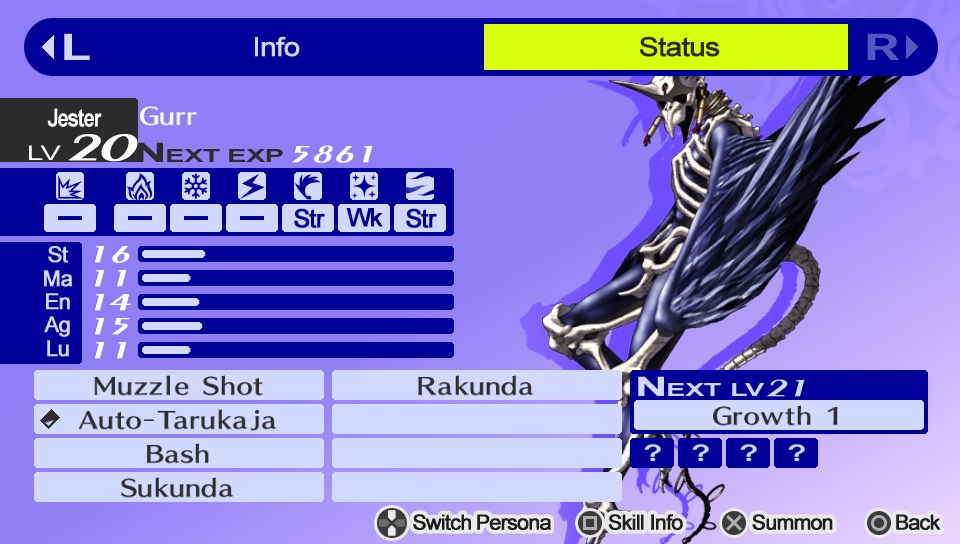 L Info Status R
Jester Gurr
LV 20 NEXT EXP 5861
— — — — Str Wk Str
St 16
Ma 11
En 14
Ag 15
Lu 11
Muzzle Shot Rakunda
Auto-Tarukaja
Bash
Sukunda
NEXT LV 21
Growth 1
? ? ? ?
Switch Persona Skill Info Summon Back